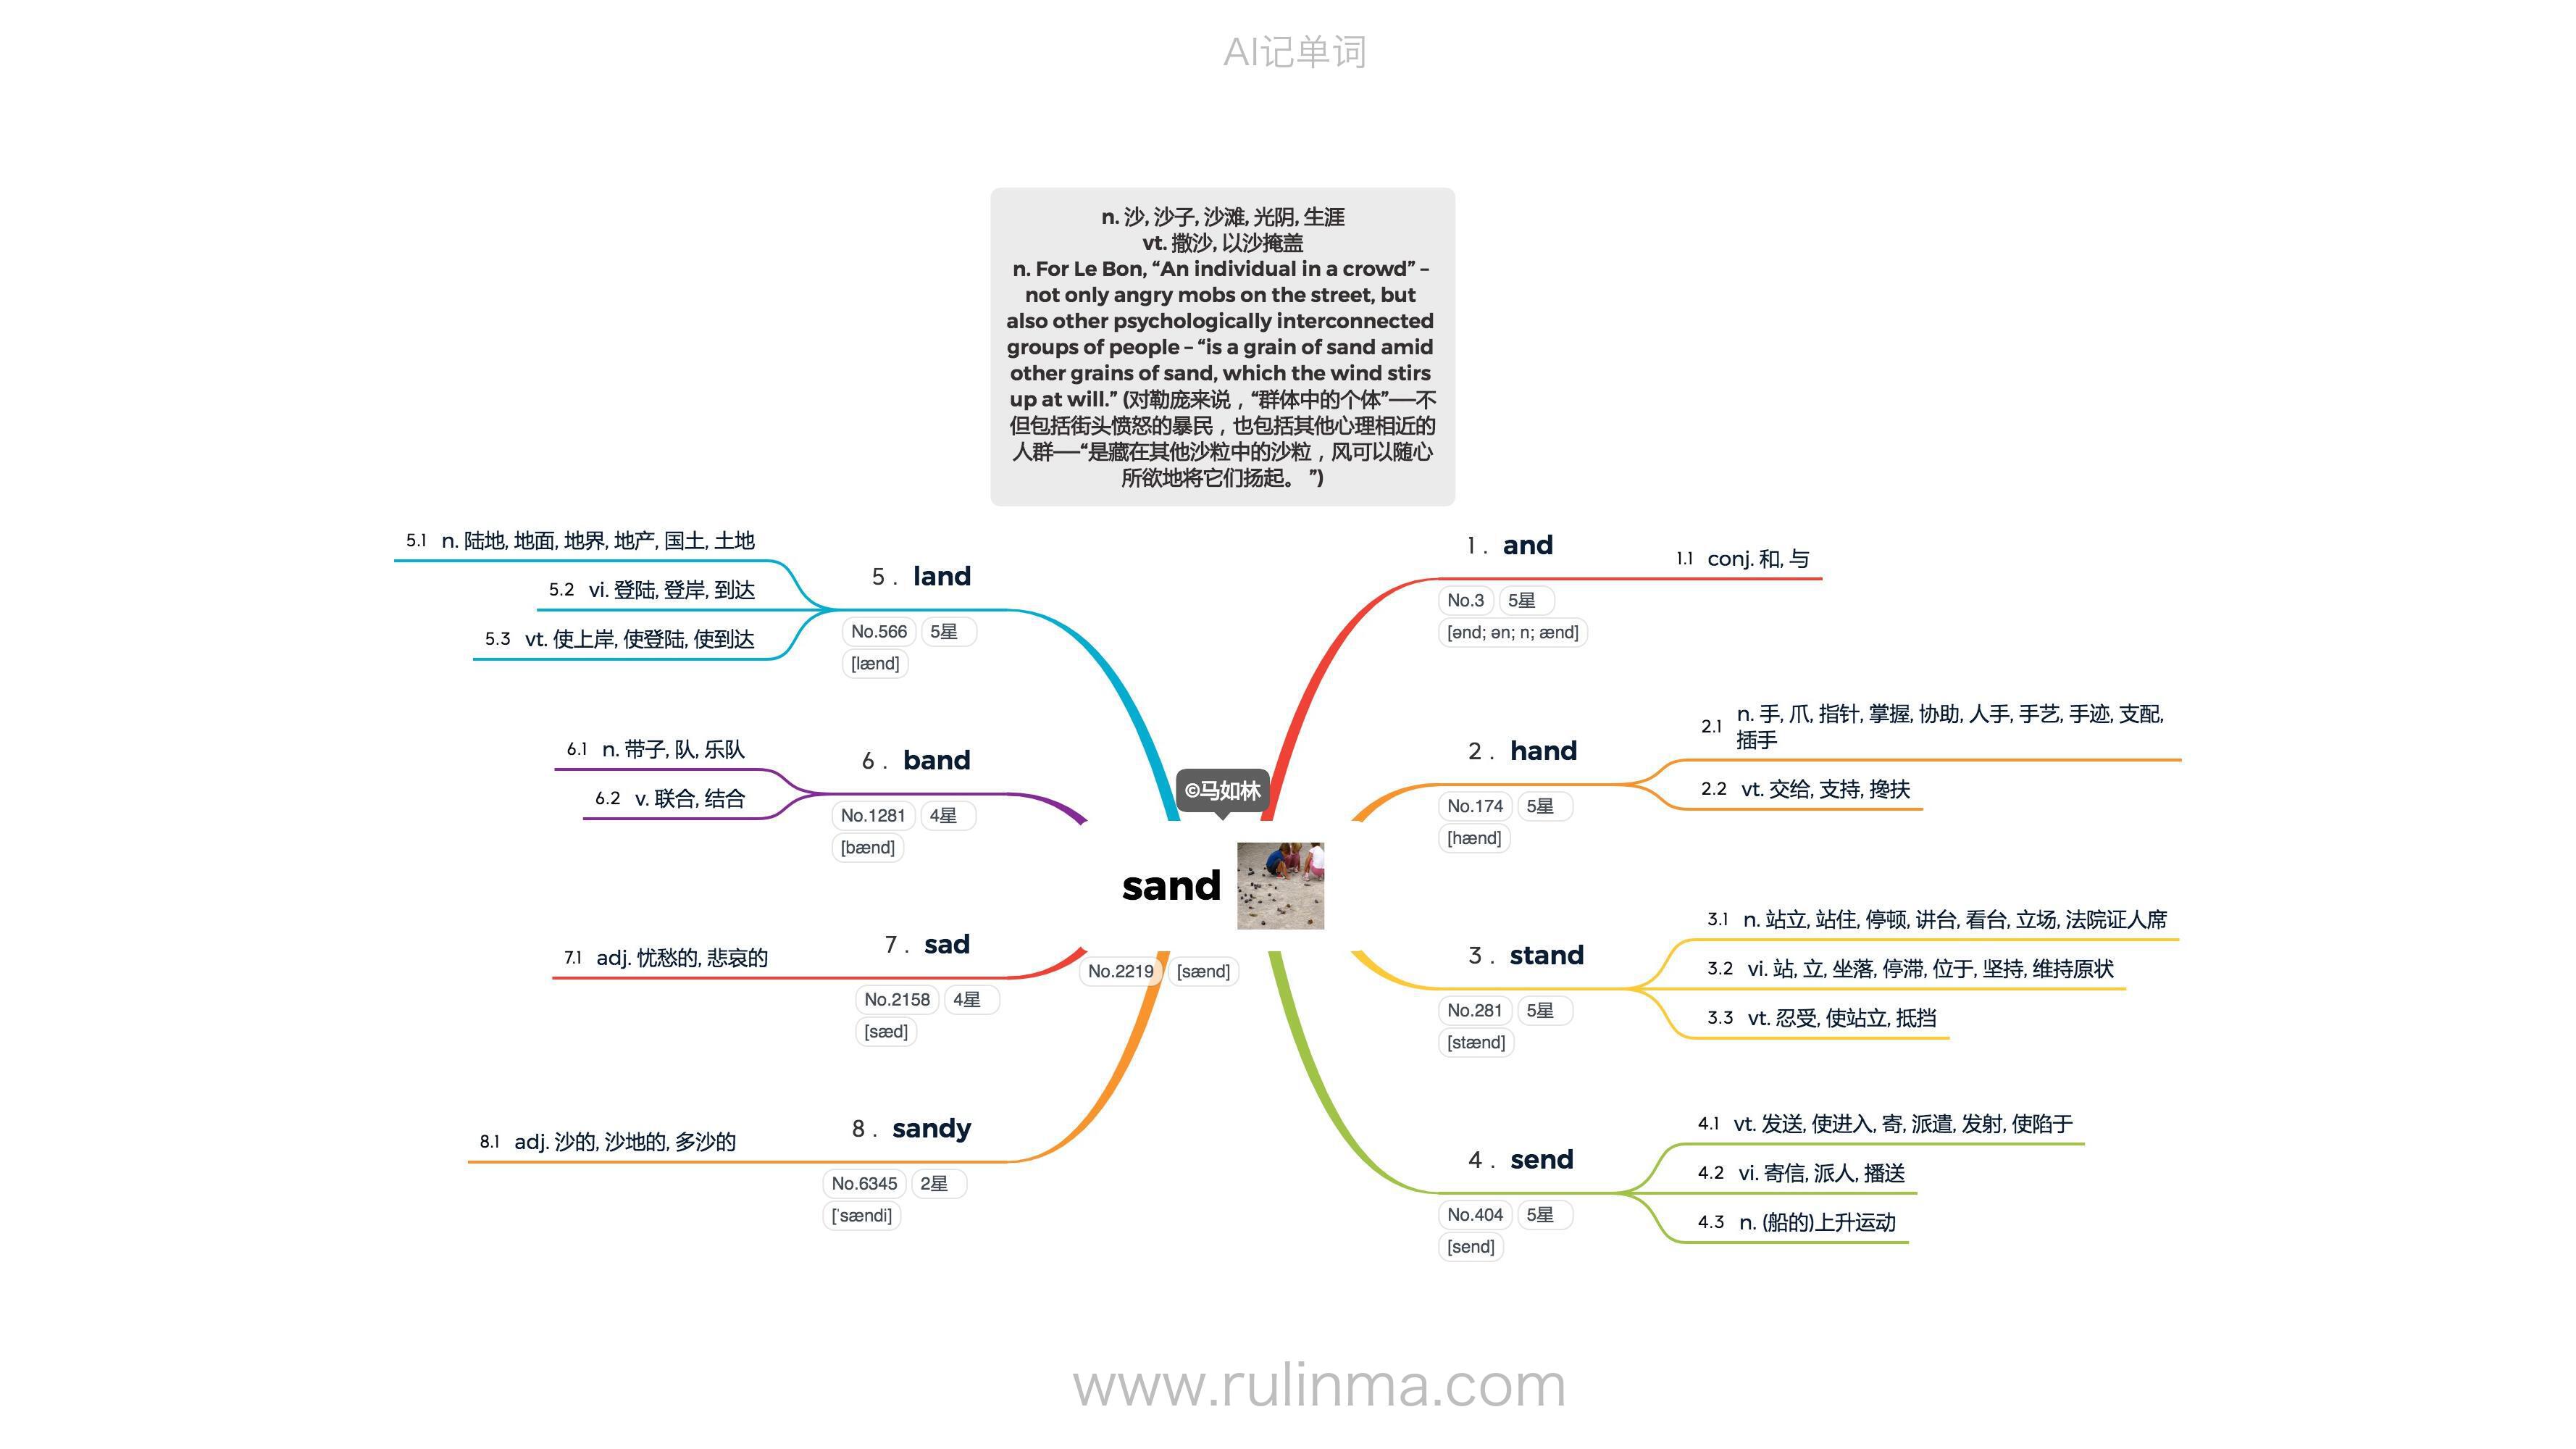 AI记单词
n. 沙, 沙子, 沙滩, 光阴, 生涯
vt. 撒沙, 以沙掩盖
n. For Le Bon, “An individual in a crowd” –
not only angry mobs on the street, but
also other psychologically interconnected
groups of people – “is a grain of sand amid
other grains of sand, which the wind stirs
up at will.” (对勒庞来说，“群体中的个体”——不
但包括街头愤怒的暴民，也包括其他心理相近的
人群——“是藏在其他沙粒中的沙粒，风可以随心
所欲地将它们扬起。 ”)
©马如林
sand
No.2219 [sænd]
1 . and
No.3 5星
[ənd; ən; n; ænd]
1.1 conj. 和, 与
2 . hand
No.174 5星
[hænd]
2.1 n. 手, 爪, 指针, 掌握, 协助, 人手, 手艺, 手迹, 支配,
插手
2.2 vt. 交给, 支持, 搀扶
3 . stand
No.281 5星
[stænd]
3.1 n. 站立, 站住, 停顿, 讲台, 看台, 立场, 法院证人席
3.2 vi. 站, 立, 坐落, 停滞, 位于, 坚持, 维持原状
3.3 vt. 忍受, 使站立, 抵挡
4 . send
No.404 5星
[send]
4.1 vt. 发送, 使进入, 寄, 派遣, 发射, 使陷于
4.2 vi. 寄信, 派人, 播送
4.3 n. (船的)上升运动
5 . land
No.566 5星
[lænd]
5.1 n. 陆地, 地面, 地界, 地产, 国土, 土地
5.2 vi. 登陆, 登岸, 到达
5.3 vt. 使上岸, 使登陆, 使到达
6 . band
No.1281 4星
[bænd]
6.1 n. 带子, 队, 乐队
6.2 v. 联合, 结合
7 . sad
No.2158 4星
[sæd]
7.1 adj. 忧愁的, 悲哀的
8 . sandy
No.6345 2星
[ˈsændi]
8.1 adj. 沙的, 沙地的, 多沙的
www.rulinma.com